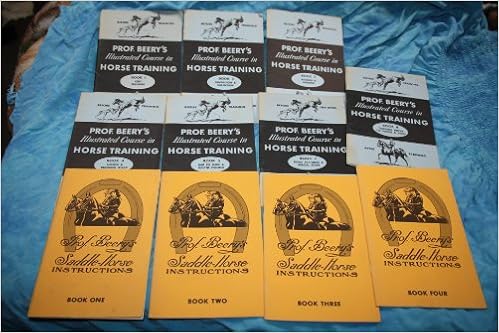 PROF. BEERY'S
Illustrated Course in
HORSE TRAINING
BOOK 1
PROF. BEERY'S
Illustrated Course in
HORSE TRAINING
BOOK 2
PROF. BEERY'S
Illustrated Course in
HORSE TRAINING
PROF. BEERY'S
Illustrated Course in
HORSE TRAINING
PROF. BEERY'S
Illustrated Course in
HORSE TRAINING
PROF. BEERY'S
Illustrated Course in
HORSE TRAINING
PROF. BEERY'S
Illustrated Course in
HORSE TRAINING
Prof. Beery's
Saddle-Horse
INSTRUCTIONS
BOOK ONE
Prof. Beery's
Saddle-Horse
INSTRUCTIONS
BOOK TWO
Prof. Beery's
Saddle-Horse
INSTRUCTIONS
BOOK THREE
Prof. Beery's
Saddle-Horse
INSTRUCTIONS
BOOK FOUR